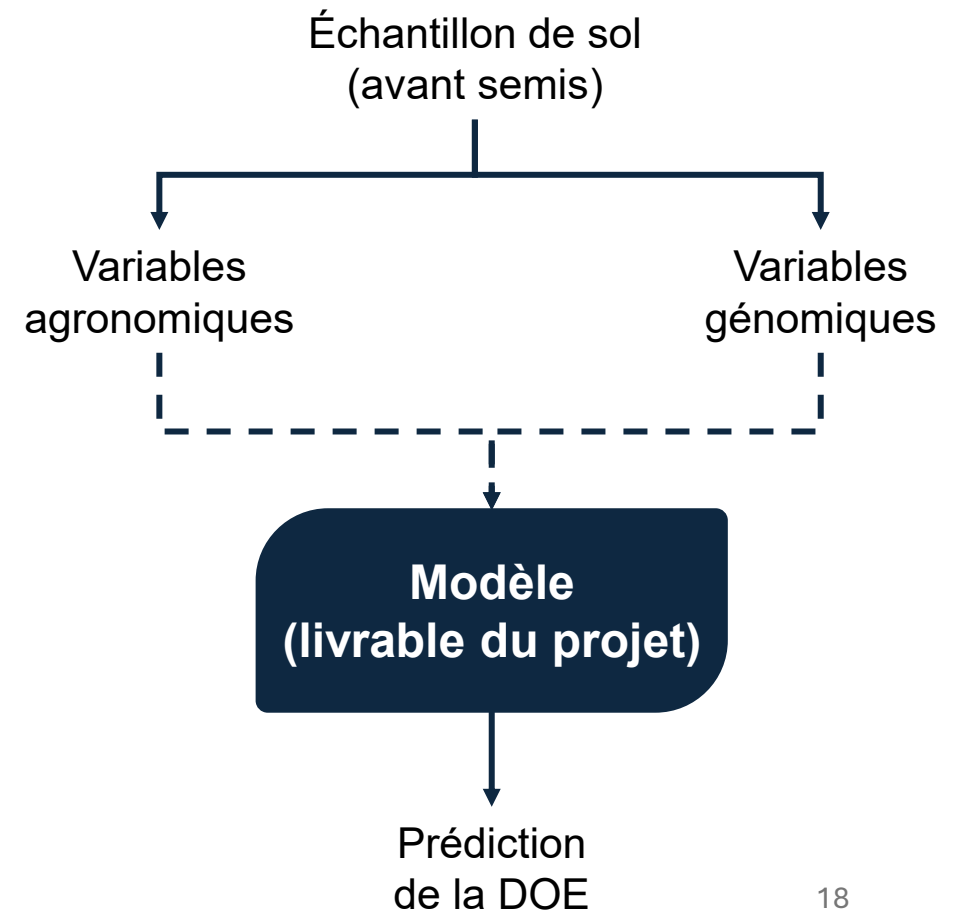 Échantillon de sol
(avant semis)
Variables
agronomiques
Variables
génomiques
Modèle
(livrable du projet)
Prédiction
de la DOE
18